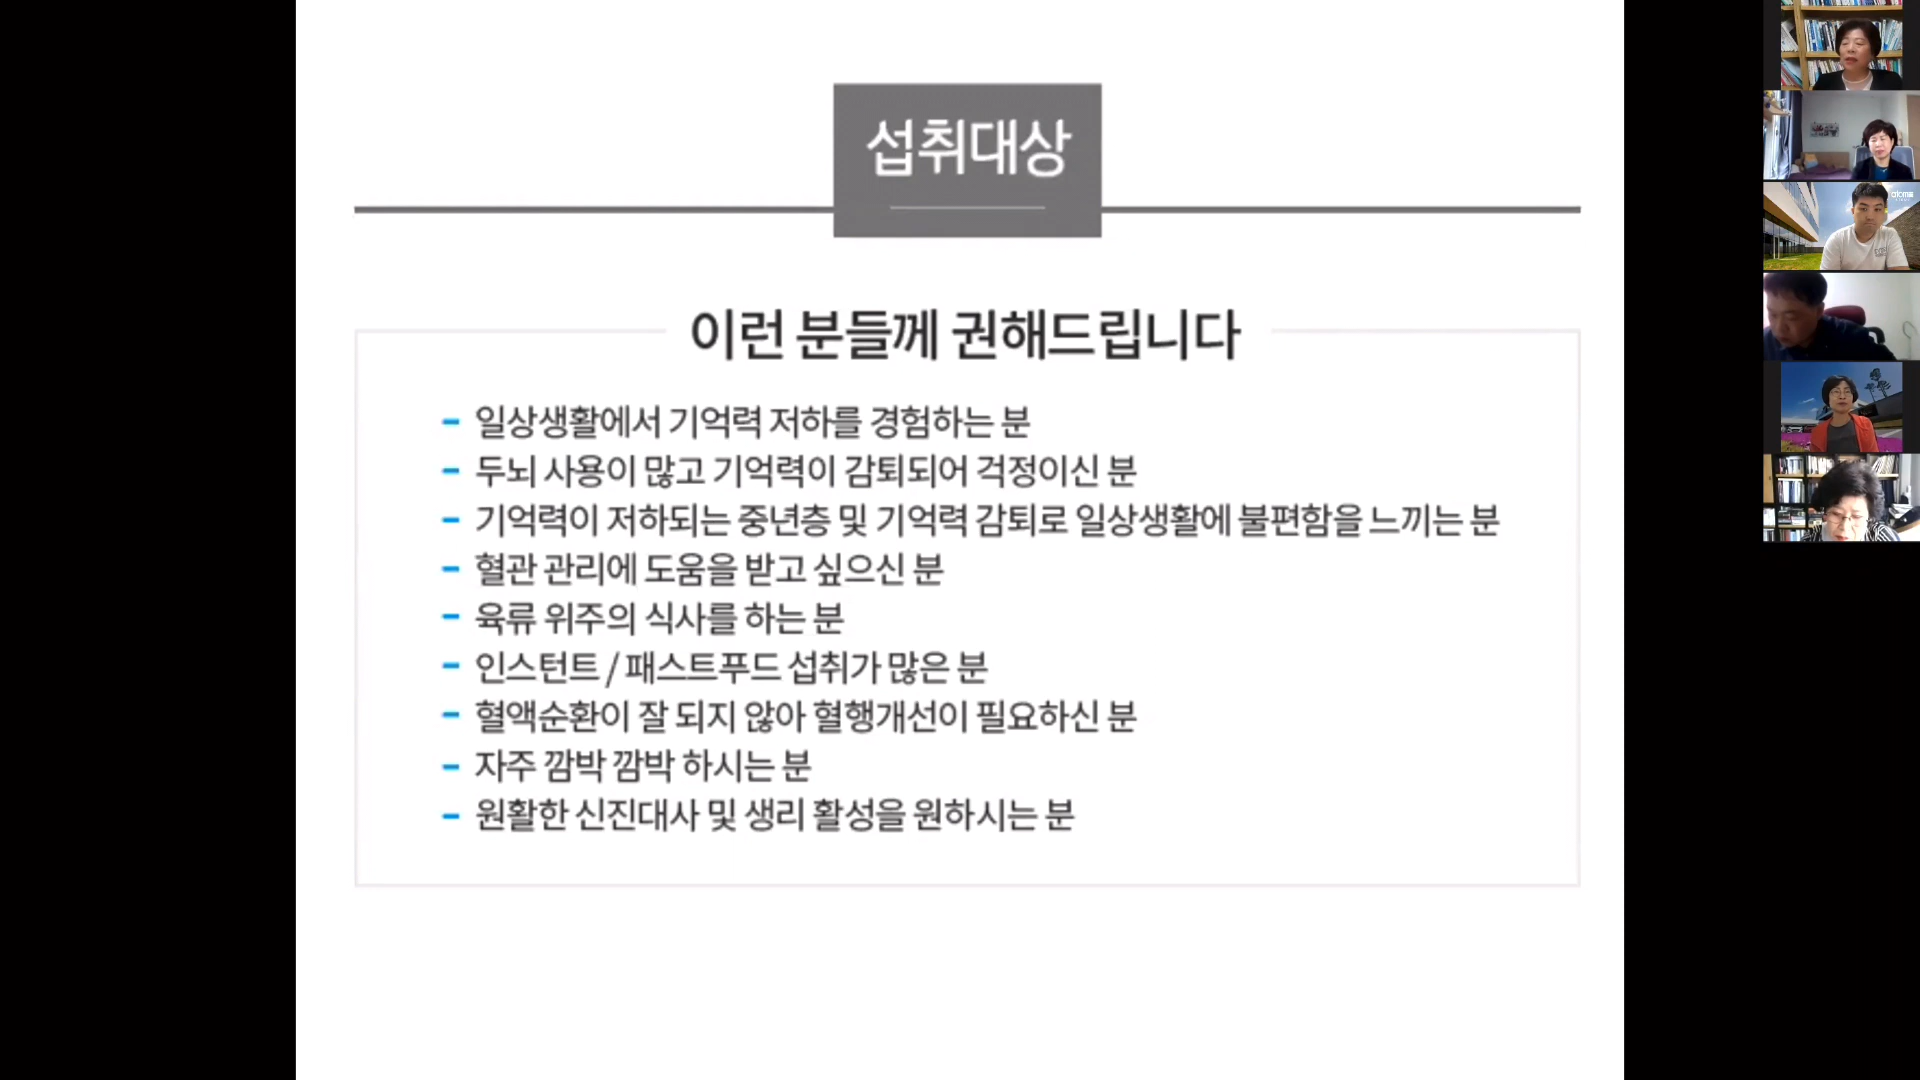 섭취대상
이런 분들께 권해드립니다
- 일상생활에서 기억력 저하를 경험하는 분
- 두뇌 사용이 많고 기억력이 감퇴되어 걱정이신 분
- 기억력이 저하되는 중년층 및 기억력 감퇴로 일상생활에 불편함을 느끼는 분
- 혈관 관리에 도움을 받고 싶으신 분
- 육류 위주의 식사를 하는 분
- 인스턴트 / 패스트푸드 섭취가 많은 분
- 혈액순환이 잘 되지 않아 혈행개선이 필요하신 분
- 자주 깜박 깜박 하시는 분
- 원활한 신진대사 및 생리 활성을 원하시는 분